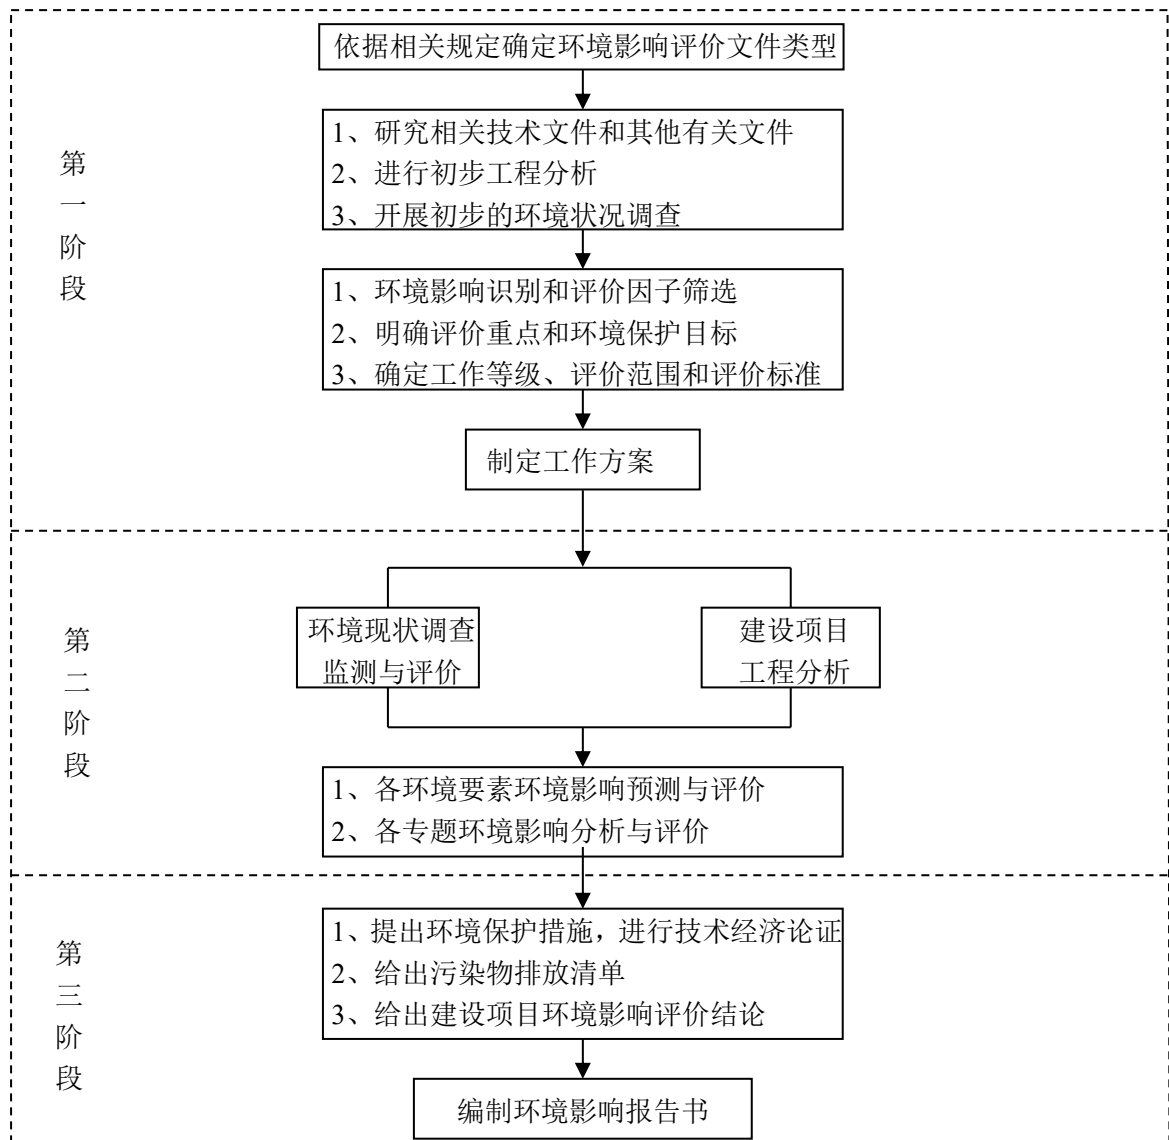 依据相关规定确定环境影响评价文件类型
1、研究相关技术文件和其他有关文件
2、进行初步工程分析
3、开展初步的环境状况调查
第一阶段
1、环境影响识别和评价因子筛选
2、明确评价重点和环境保护目标
3、确定工作等级、评价范围和评价标准
制定工作方案
第二阶段
环境现状调查
监测与评价
建设项目
工程分析
1、各环境要素环境影响预测与评价
2、各专题环境影响分析与评价
第三阶段
1、提出环境保护措施，进行技术经济论证
2、给出污染物排放清单
3、给出建设项目环境影响评价结论
编制环境影响报告书